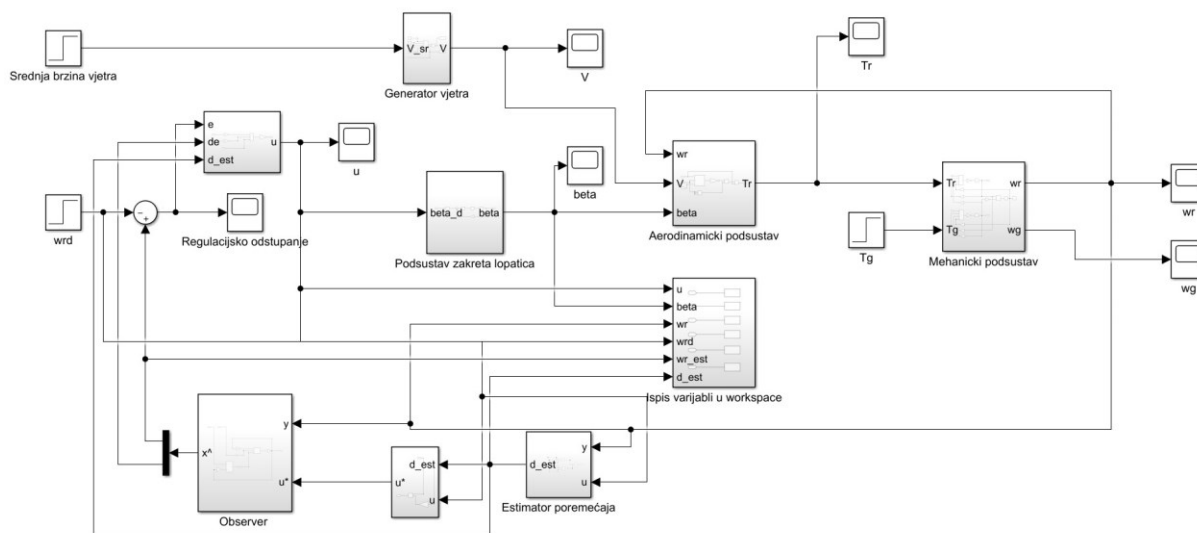 Srednja brzina vjetra
V_sr
V
Generator vjetra
V
Tr
e
de
d_est
u
u
wrd
−
+
Regulacijsko odstupanje
beta_d
beta
Podsustav zakreta lopatica
beta
wr
V
beta
Tr
Aerodinamicki podsustav
Tg
Tr
Tg
wr
wg
Mehanicki podsustav
wr
wg
u
beta
wr
wrd
wr_est
d_est
Ispis varijabli u workspace
x^
y
u*
Observer
u*
d_est
u
d_est
y
u
Estimator poremećaja